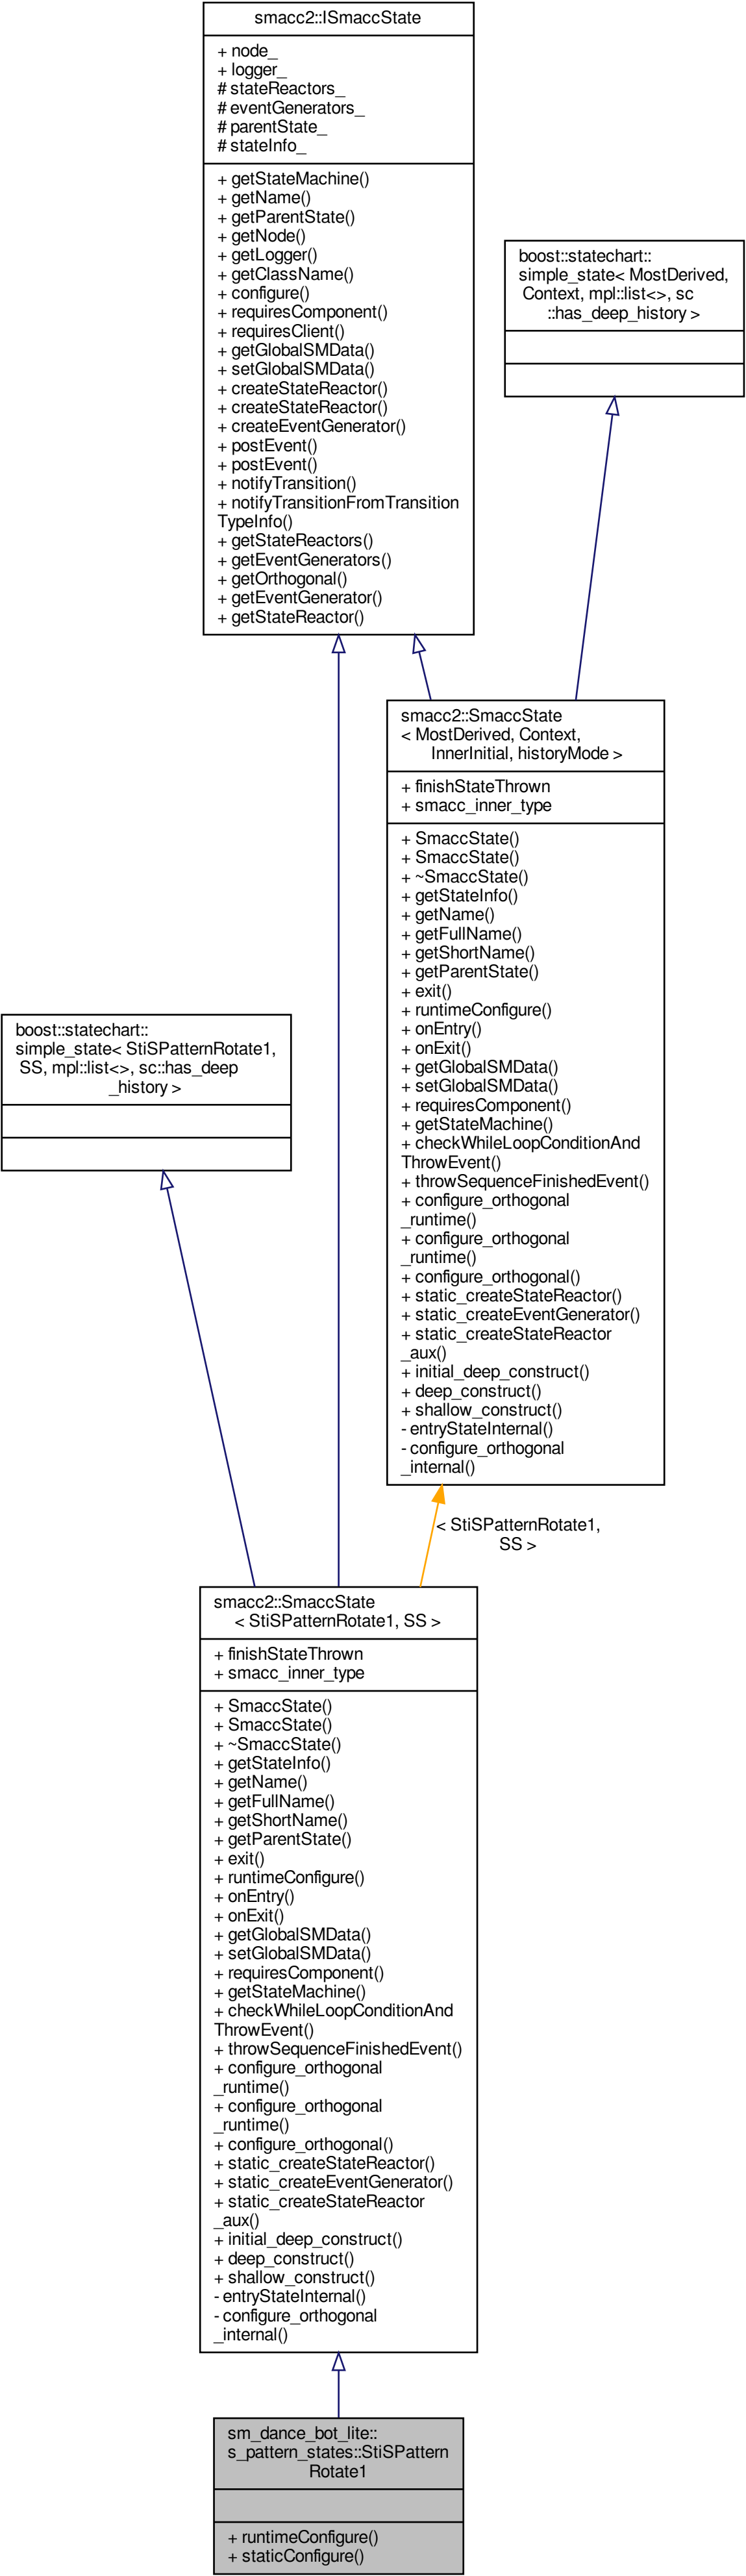 smacc2::ISmaccState
+ node_
+ logger_
# stateReactors_
# eventGenerators_
# parentState_
# stateInfo_
+ getStateMachine()
+ getName()
+ getParentState()
+ getNode()
+ getLogger()
+ getClassName()
+ configure()
+ requiresComponent()
+ requiresClient()
+ getGlobalSMData()
+ setGlobalSMData()
+ createStateReactor()
+ createStateReactor()
+ createEventGenerator()
+ postEvent()
+ postEvent()
+ notifyTransition()
+ notifyTransitionFromTransition
TypeInfo()
+ getStateReactors()
+ getEventGenerators()
+ getOrthogonal()
+ getEventGenerator()
+ getStateReactor()
boost::statechart::
simple_state< MostDerived,
Context, mpl::list<>, sc
::has_deep_history >
smacc2::SmaccState
< MostDerived, Context,
InnerInitial, historyMode >
+ finishStateThrown
+ smacc_inner_type
+ SmaccState()
+ SmaccState()
+ ~SmaccState()
+ getStateInfo()
+ getName()
+ getFullName()
+ getShortName()
+ getParentState()
+ exit()
+ runtimeConfigure()
+ onEntry()
+ onExit()
+ getGlobalSMData()
+ setGlobalSMData()
+ requiresComponent()
+ getStateMachine()
+ checkWhileLoopConditionAnd
ThrowEvent()
+ throwSequenceFinishedEvent()
+ configure_orthogonal
_runtime()
+ configure_orthogonal
_runtime()
+ configure_orthogonal()
+ static_createStateReactor()
+ static_createEventGenerator()
+ static_createStateReactor
_aux()
+ initial_deep_construct()
+ deep_construct()
+ shallow_construct()
- entryStateInternal()
- configure_orthogonal
_internal()
boost::statechart::
simple_state< StiSPatternRotate1,
SS, mpl::list<>, sc::has_deep
_history >
< StiSPatternRotate1,
SS >
smacc2::SmaccState
< StiSPatternRotate1, SS >
+ finishStateThrown
+ smacc_inner_type
+ SmaccState()
+ SmaccState()
+ ~SmaccState()
+ getStateInfo()
+ getName()
+ getFullName()
+ getShortName()
+ getParentState()
+ exit()
+ runtimeConfigure()
+ onEntry()
+ onExit()
+ getGlobalSMData()
+ setGlobalSMData()
+ requiresComponent()
+ getStateMachine()
+ checkWhileLoopConditionAnd
ThrowEvent()
+ throwSequenceFinishedEvent()
+ configure_orthogonal
_runtime()
+ configure_orthogonal
_runtime()
+ configure_orthogonal()
+ static_createStateReactor()
+ static_createEventGenerator()
+ static_createStateReactor
_aux()
+ initial_deep_construct()
+ deep_construct()
+ shallow_construct()
- entryStateInternal()
- configure_orthogonal
_internal()
sm_dance_bot_lite::
s_pattern_states::StiSPattern
Rotate1
+ runtimeConfigure()
+ staticConfigure()